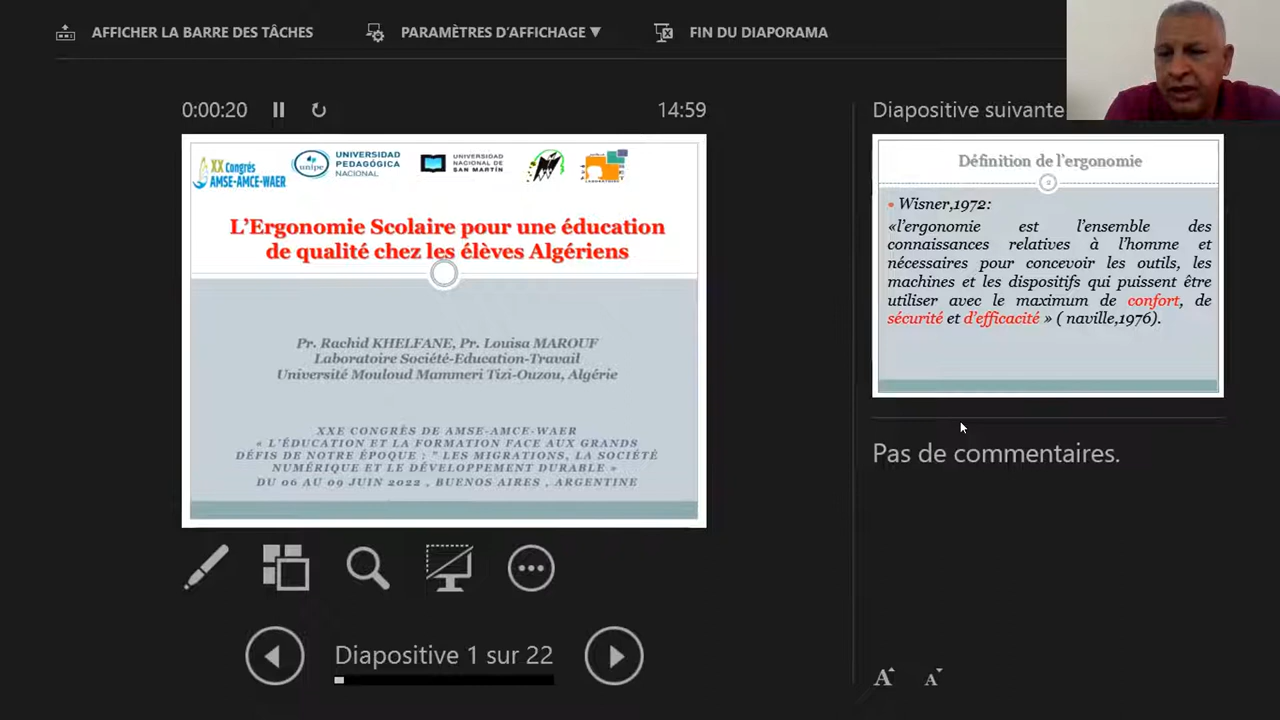 AFFICHER LA BARRE DES TÂCHES
PARAMÈTRES D'AFFICHAGE ▼
FIN DU DIAPORAMA
0:00:20
14:59
XX Congrés
AMSE-AMCE-WAER
unipe
UNIVERSIDAD
PEDAGÓGICA
NACIONAL
UNIVERSIDAD
NACIONAL DE
SAN MARTÍN
L'Ergonomie Scolaire pour une éducation
de qualité chez les élèves Algériens
Pr. Rachid KHELFANE, Pr. Louisa MAROUF
Laboratoire Société-Education-Travail
Université Mouloud Mammeri Tizi-Ouzou, Algérie
XXE CONGRÈS DE AMSE-AMCE-WAER
« L'ÉDUCATION ET LA FORMATION FACE AUX GRANDS
DÉFIS DE NOTRE ÉPOQUE : " LES MIGRATIONS, LA SOCIÉTÉ
NUMÉRIQUE ET LE DÉVELOPPEMENT DURABLE »
DU 06 AU 09 JUIN 2022 , BUENOS AIRES , ARGENTINE
Diapositive 1 sur 22
Diapositive suivante
Définition de l'ergonomie
2
• Wisner,1972:
«l'ergonomie est l'ensemble des
connaissances relatives à l'homme et
nécessaires pour concevoir les outils, les
machines et les dispositifs qui puissent être
utiliser avec le maximum de confort, de
sécurité et d'efficacité » ( naville,1976).
Pas de commentaires.
A A